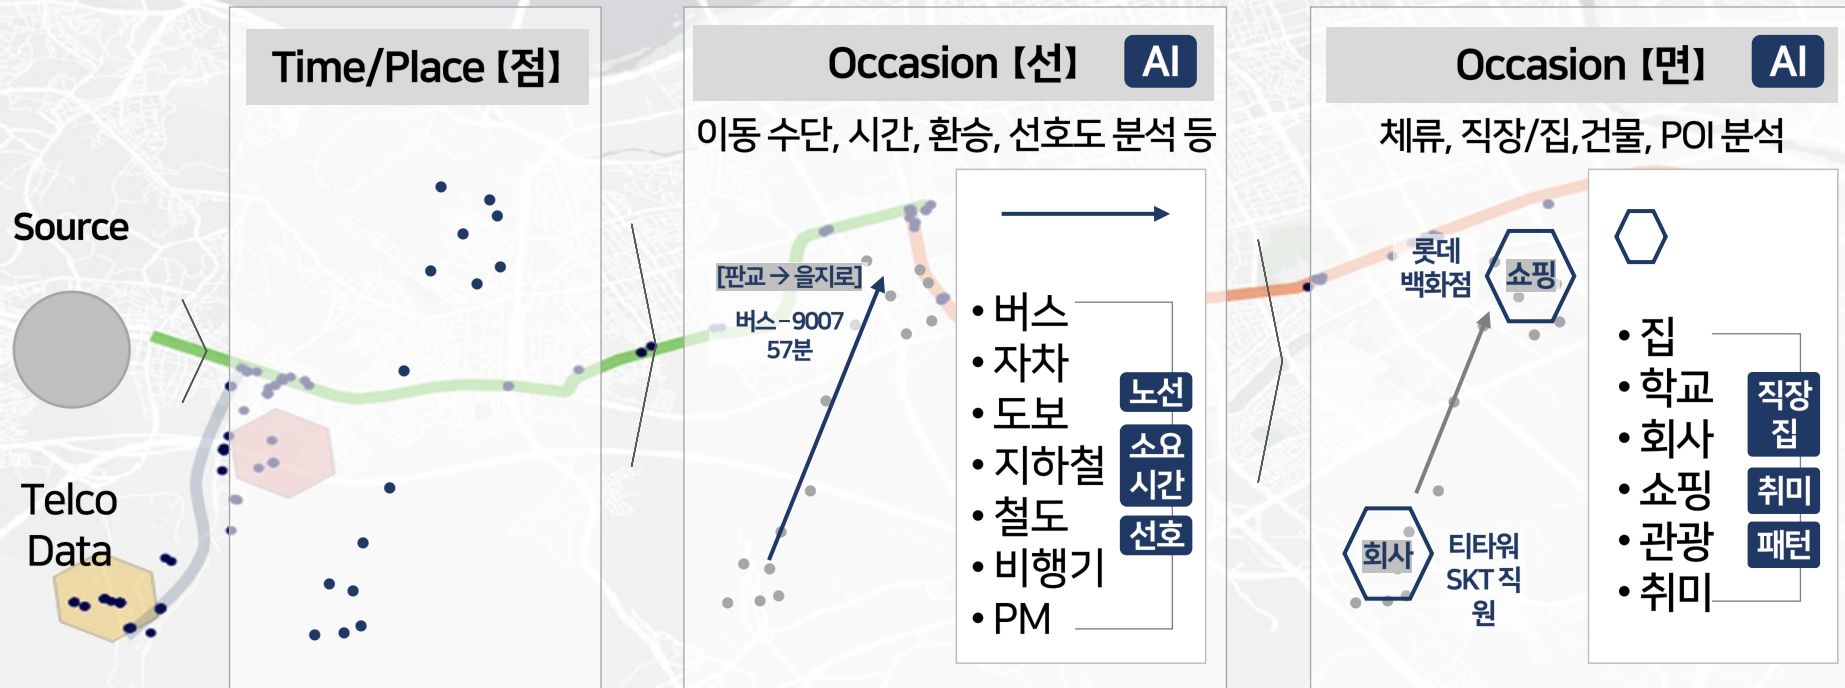 Source
Telco
Data
Time/Place【점】
Occasion【선】
AI
이동 수단, 시간, 환승, 선호도 분석 등
[판교 → 을지로]
버스-9007
57분
• 버스
• 자차
• 도보
• 지하철
• 철도
• 비행기
• PM
노선
소요
시간
선호
Occasion【면】
AI
체류, 직장/집,건물, POI 분석
롯데
백화점
쇼핑
회사
티타워
SKT 직
원
• 집
• 학교
• 회사
• 쇼핑
• 관광
• 취미
직장
집
취미
패턴